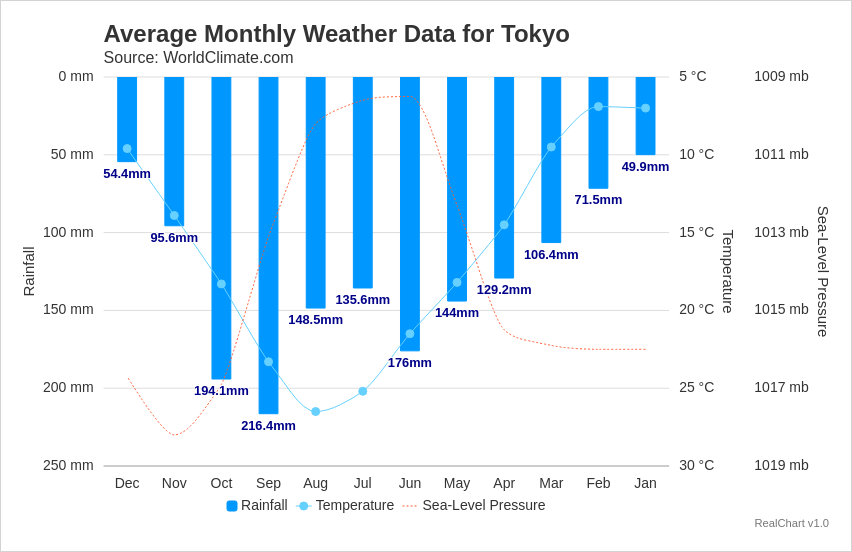 Average Monthly Weather Data for Tokyo
Source: WorldClimate.com
0 mm
50 mm
100 mm
150 mm
200 mm
250 mm
Rainfall
54.4mm
95.6mm
194.1mm
216.4mm
148.5mm
135.6mm
176mm
144mm
129.2mm
106.4mm
71.5mm
49.9mm
5 °C
10 °C
15 °C
20 °C
25 °C
30 °C
Temperature
1009 mb
1011 mb
1013 mb
1015 mb
1017 mb
1019 mb
Sea-Level Pressure
Dec Nov Oct Sep Aug Jul Jun May Apr Mar Feb Jan
Rainfall Temperature Sea-Level Pressure
RealChart v1.0